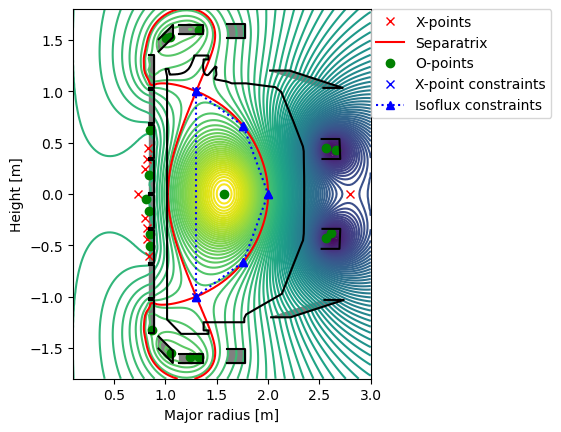 X-points
Separatrix
O-points
X-point constraints
Isoflux constraints
Height [m]
1.5
1.0
0.5
0.0
−0.5
−1.0
−1.5
0.5 1.0 1.5 2.0 2.5 3.0
Major radius [m]